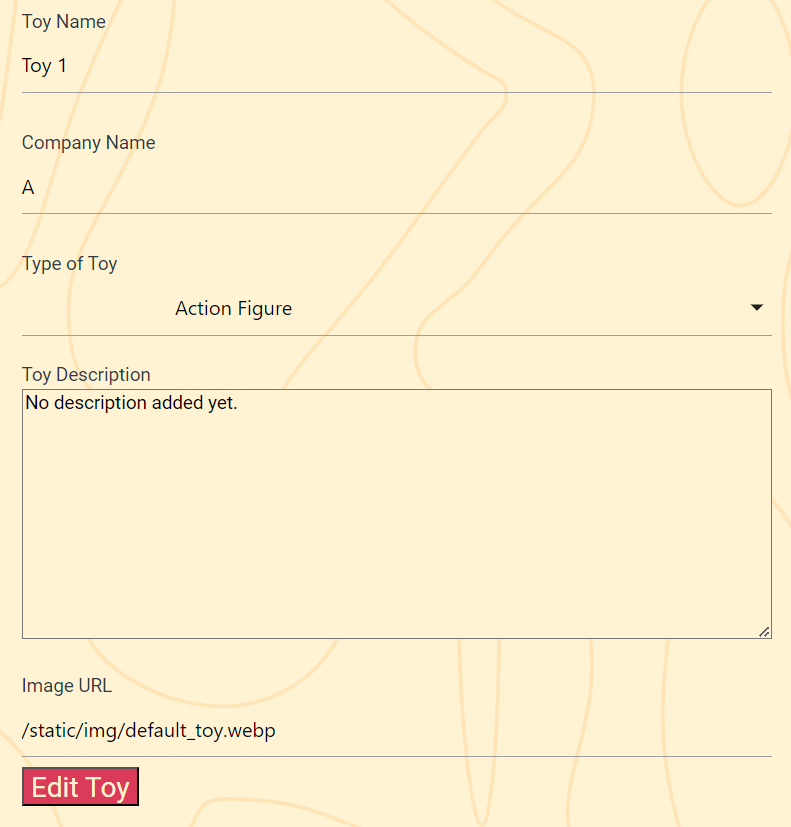 Toy Name
Toy 1
Company Name
A
Type of Toy
Action Figure
Toy Description
No description added yet.
Image URL
/static/img/default_toy.webp
Edit Toy